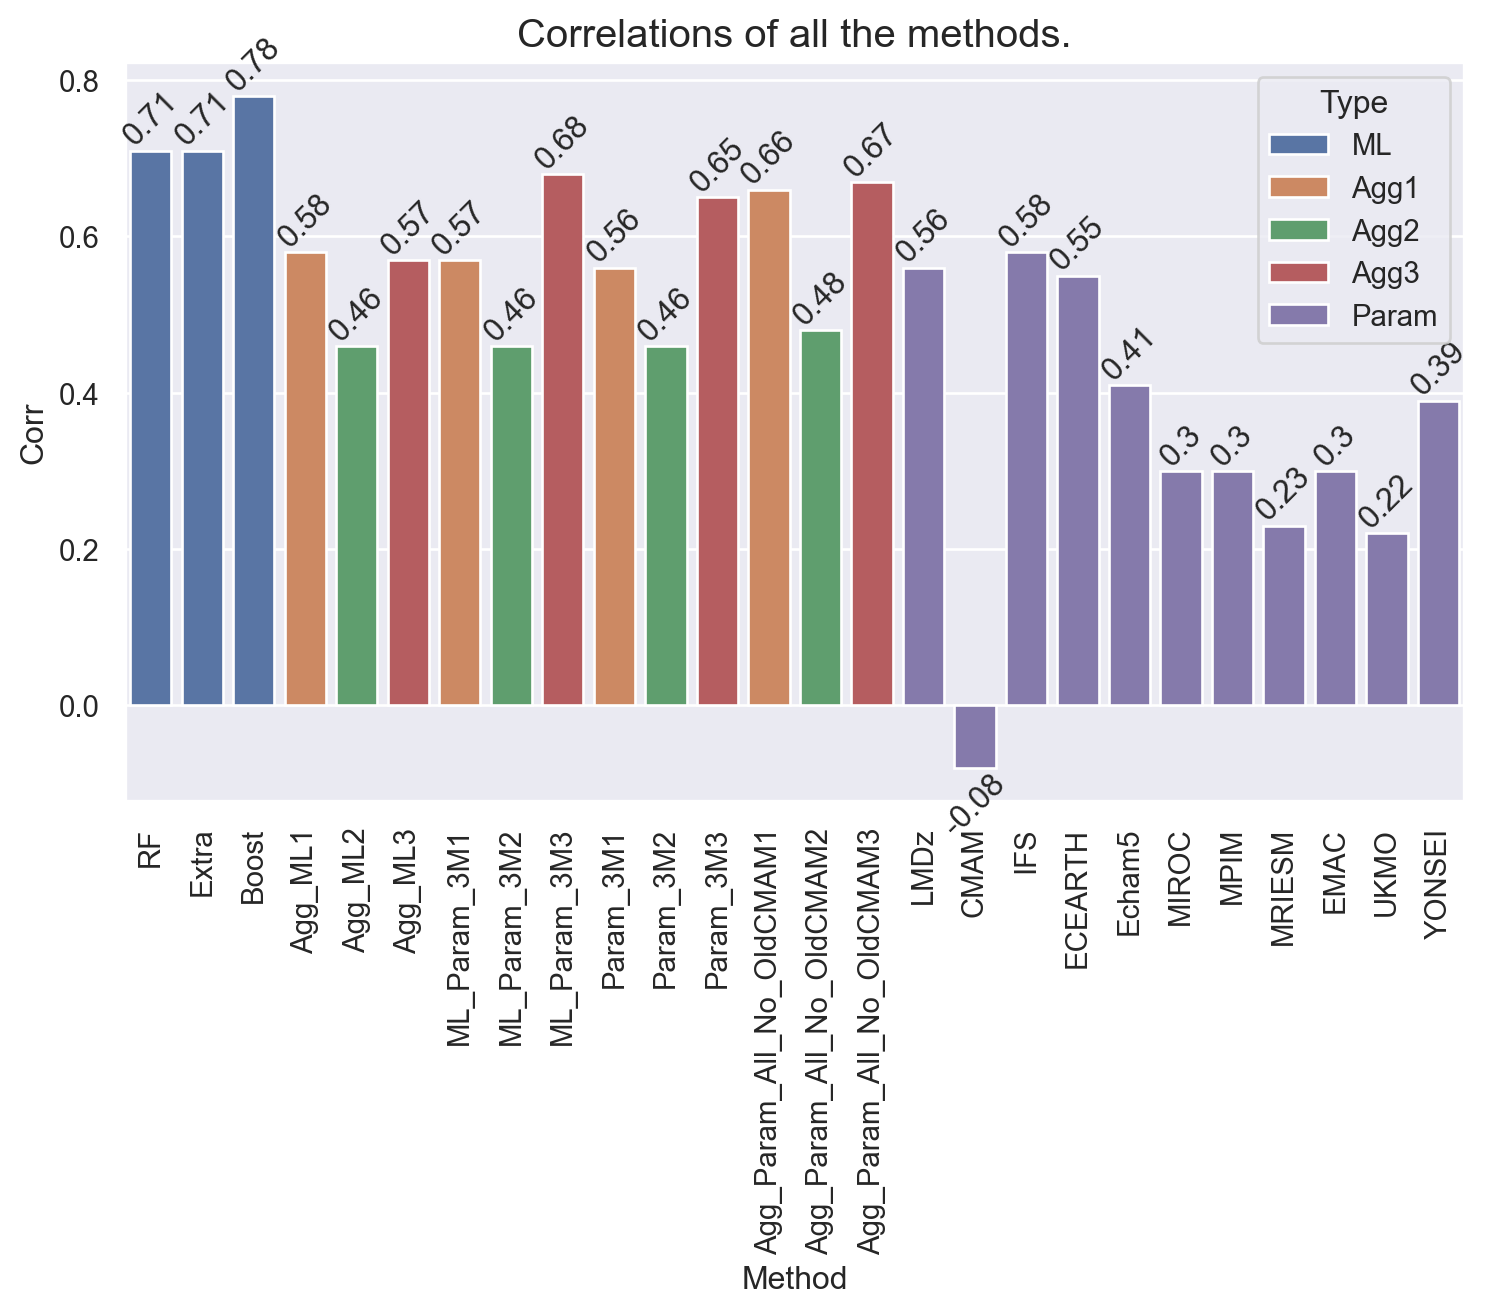 Correlations of all the methods.
Type
ML
Agg1
Agg2
Agg3
Param
Corr
0.8
0.6
0.4
0.2
0.0
0.71
0.71
0.78
0.58
0.46
0.57
0.57
0.46
0.68
0.56
0.46
0.65
0.66
0.48
0.67
0.56
-0.08
0.58
0.55
0.41
0.3
0.3
0.23
0.3
0.22
0.39
RF
Extra
Boost
Agg_ML1
Agg_ML2
Agg_ML3
ML_Param_3M1
ML_Param_3M2
ML_Param_3M3
Param_3M1
Param_3M2
Param_3M3
Agg_Param_All_No_OldCMAM1
Agg_Param_All_No_OldCMAM2
Agg_Param_All_No_OldCMAM3
LMDz
CMAM
IFS
ECEARTH
Echam5
MIROC
MPIM
MRIESM
EMAC
UKMO
YONSEI
Method